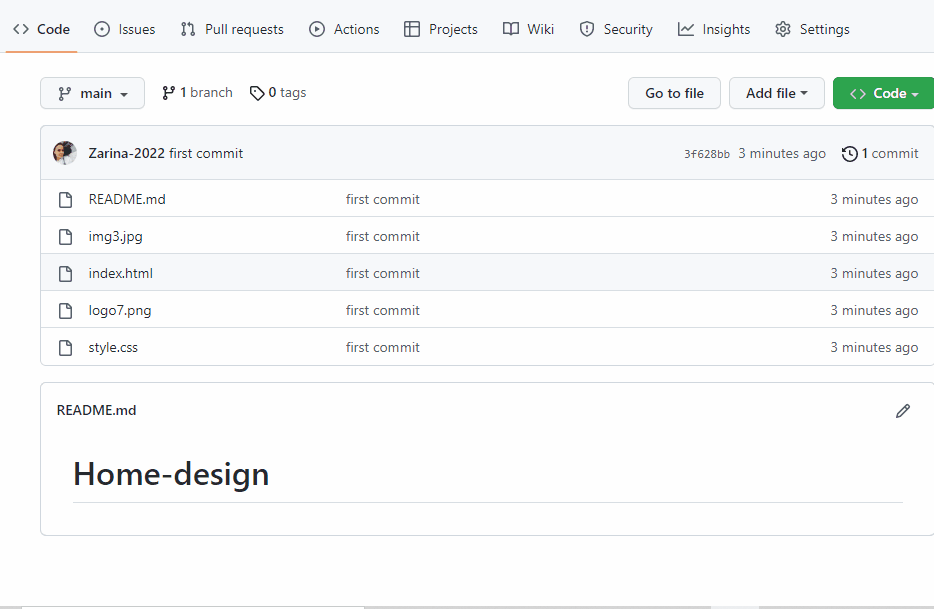 Code Issues Pull requests Actions Projects Wiki Security Insights Settings
main 1 branch 0 tags Go to file Add file Code
Zarina-2022 first commit 3f628bb 3 minutes ago 1 commit
README.md first commit 3 minutes ago
img3.jpg first commit 3 minutes ago
index.html first commit 3 minutes ago
logo7.png first commit 3 minutes ago
style.css first commit 3 minutes ago
README.md
Home-design